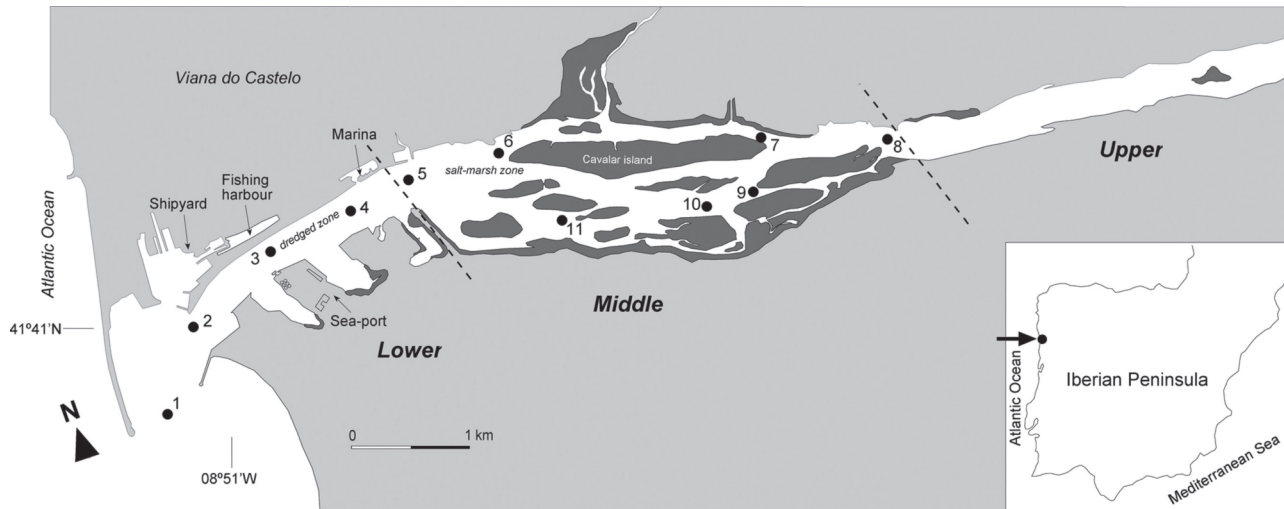 Viana do Castelo
Atlantic Ocean
Shipyard
Fishing
harbour
Marina
dredged zone
salt-marsh zone
Cavalar island
1
2
3
4
5
6
7
8
9
10
11
Upper
Middle
Lower
Sea-port
41º41'N
08º51'W
N
0 1 km
Atlantic Ocean
Iberian Peninsula
Mediterranean Sea